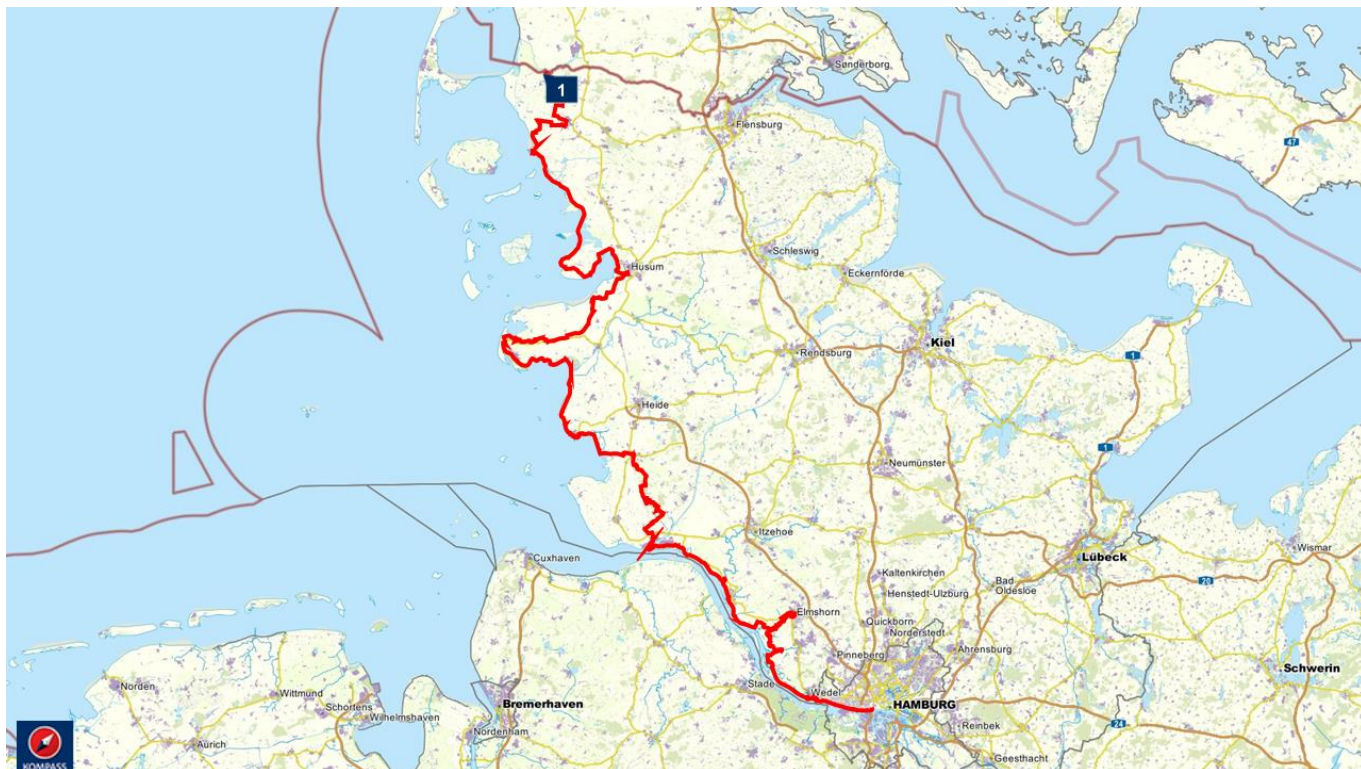 Sønderborg
1
Flensburg
47
Schleswig
Husum
Eckernförde
Kiel
Rendsburg
1
Heide
1
Neumünster
Itzehoe
Cuxhaven
Lübeck
Wismar
Kaltenkirchen
Bad
Oldesloe
20
Henstedt-Ulzburg
Elmshorn
Quickborn
Norderstedt
Ahrensburg
Pinneberg
Schwerin
Norden
Wittmund
Stade
Wedel
Schortens
Bremerhaven
HAMBURG
Wilhelmshaven
Reinbek
24
Nordenham
Aurich
Geesthacht
KOMPASS